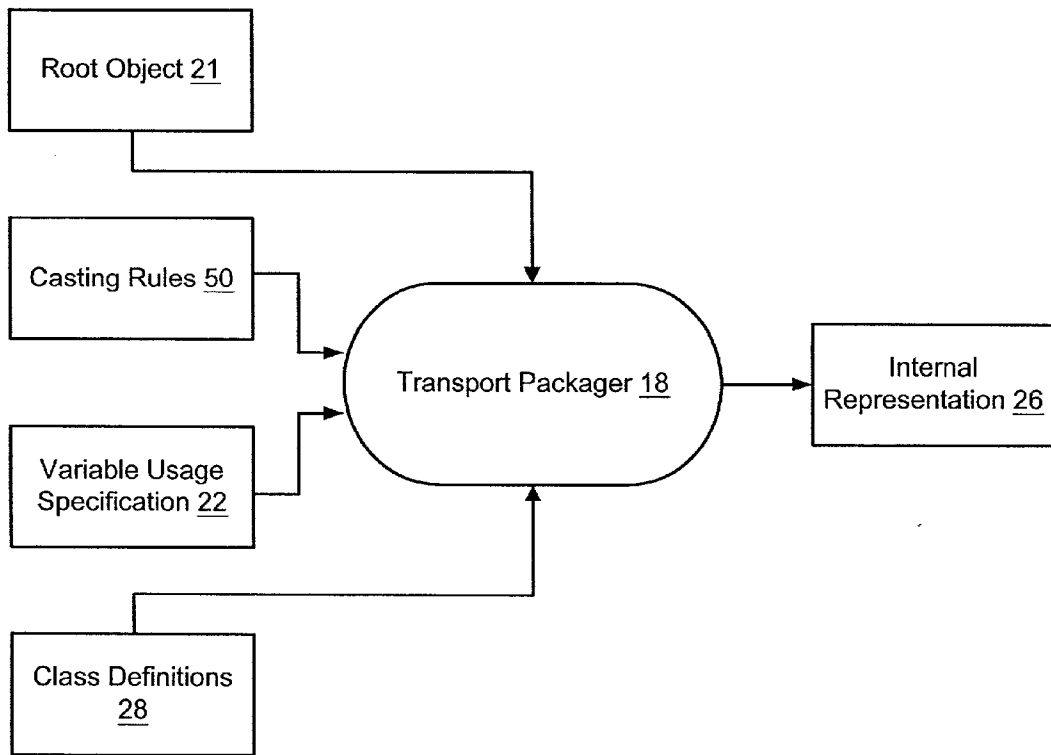 Root Object 21
Casting Rules 50
Variable Usage
Specification 22
Class Definitions
28
Transport Packager 18
Internal
Representation 26